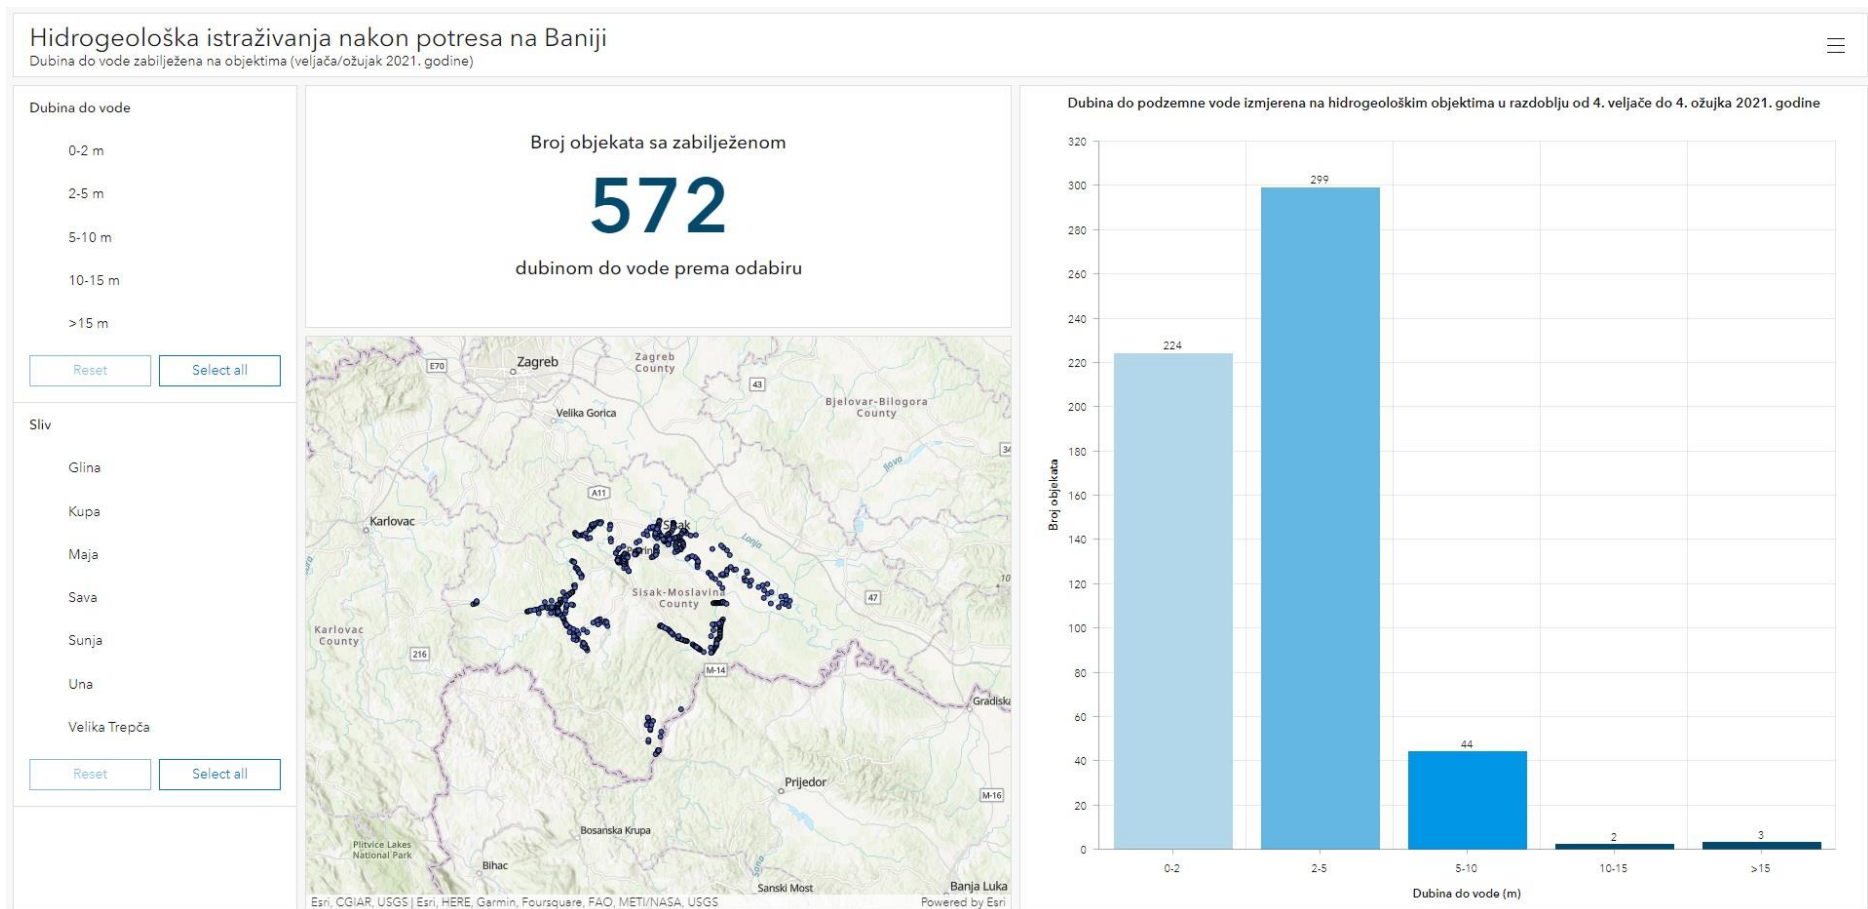 Hidrogeološka istraživanja nakon potresa na Baniji
Dubina do vode zabilježena na objektima (veljača/ožujak 2021. godine)
Dubina do vode
0-2 m
2-5 m
5-10 m
10-15 m
>15 m
Reset
Select all
Sliv
Glina
Kupa
Maja
Sava
Sunja
Una
Velika Trepča
Reset
Select all
Broj objekata sa zabilježenom
572
dubinom do vode prema odabiru
E70
Zagreb
Zagreb
County
43
Bjelovar-Bilogora
County
Velika Gorica
34
Ilova
A11
Karlovac
Sisak
Lonja
Sisak-Moslavina
County
10
47
Karlovac
County
216
M-14
Gradiska
Prijedor
M-16
Bosanska Krupa
Plitvice Lakes
National Park
Bihac
Sana
Sanski Most
Banja Luka
Esri, CGIAR, USGS | Esri, HERE, Garmin, Foursquare, FAO, METI/NASA, USGS
Powered by Esri
Dubina do podzemne vode izmjerena na hidrogeološkim objektima u razdoblju od 4. veljače do 4. ožujka 2021. godine
320
300
280
260
240
220
200
180
160
140
120
100
80
60
40
20
0
Broj objekata
224
299
44
2
3
0-2
2-5
5-10
10-15
>15
Dubina do vode (m)